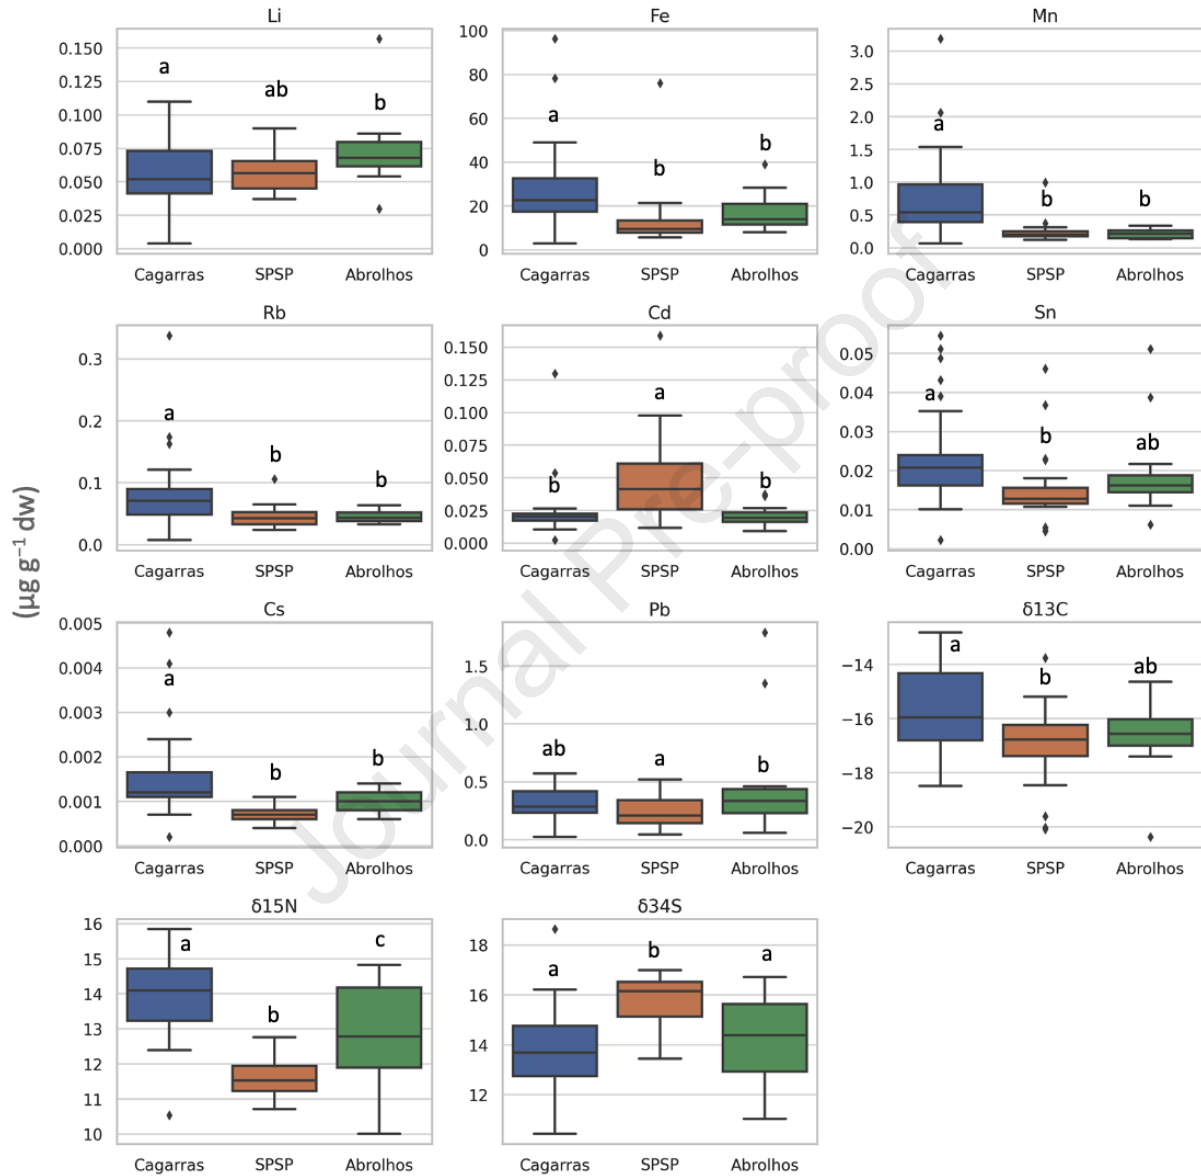 Li Fe Mn
0.150 100 3.0
0.125 80 2.5
0.100 a ab b 60 a b b 2.0 a b b
0.075 40 1.5
0.050 20 1.0
0.025 0 0.5
0.000 0.0
Cagarras SPSP Abrolhos Cagarras SPSP Abrolhos Cagarras SPSP Abrolhos
Rb Cd Sn
0.3 0.150 0.05
0.2 0.125 0.04
0.1 a b b 0.100 b a b 0.03 a b ab
0.0 0.075 0.02
0.050 0.01
0.025 0.00
0.000
Cagarras SPSP Abrolhos Cagarras SPSP Abrolhos Cagarras SPSP Abrolhos
(µg g⁻¹ dw)
Cs Pb δ13C
0.005 1.5 −14
0.004 1.0 −16
0.003 a b b 0.5 ab a b −18 a b ab
0.002 0.0 −20
0.001
0.000
Cagarras SPSP Abrolhos Cagarras SPSP Abrolhos Cagarras SPSP Abrolhos
δ15N δ34S
16 18
15 16
14 a b c 14 a b a
13 12
12
11
10
Cagarras SPSP Abrolhos Cagarras SPSP Abrolhos
Journal Pre-proof